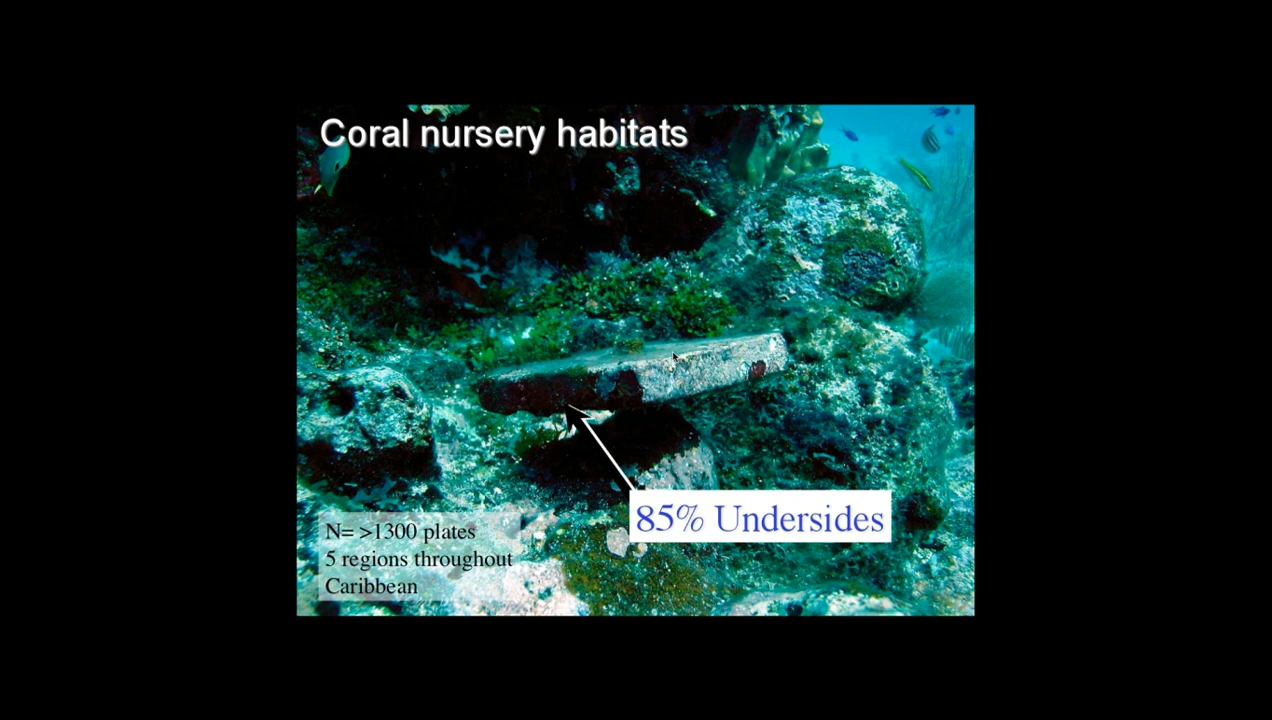 Coral nursery habitats
85% Undersides
N= >1300 plates
5 regions throughout
Caribbean